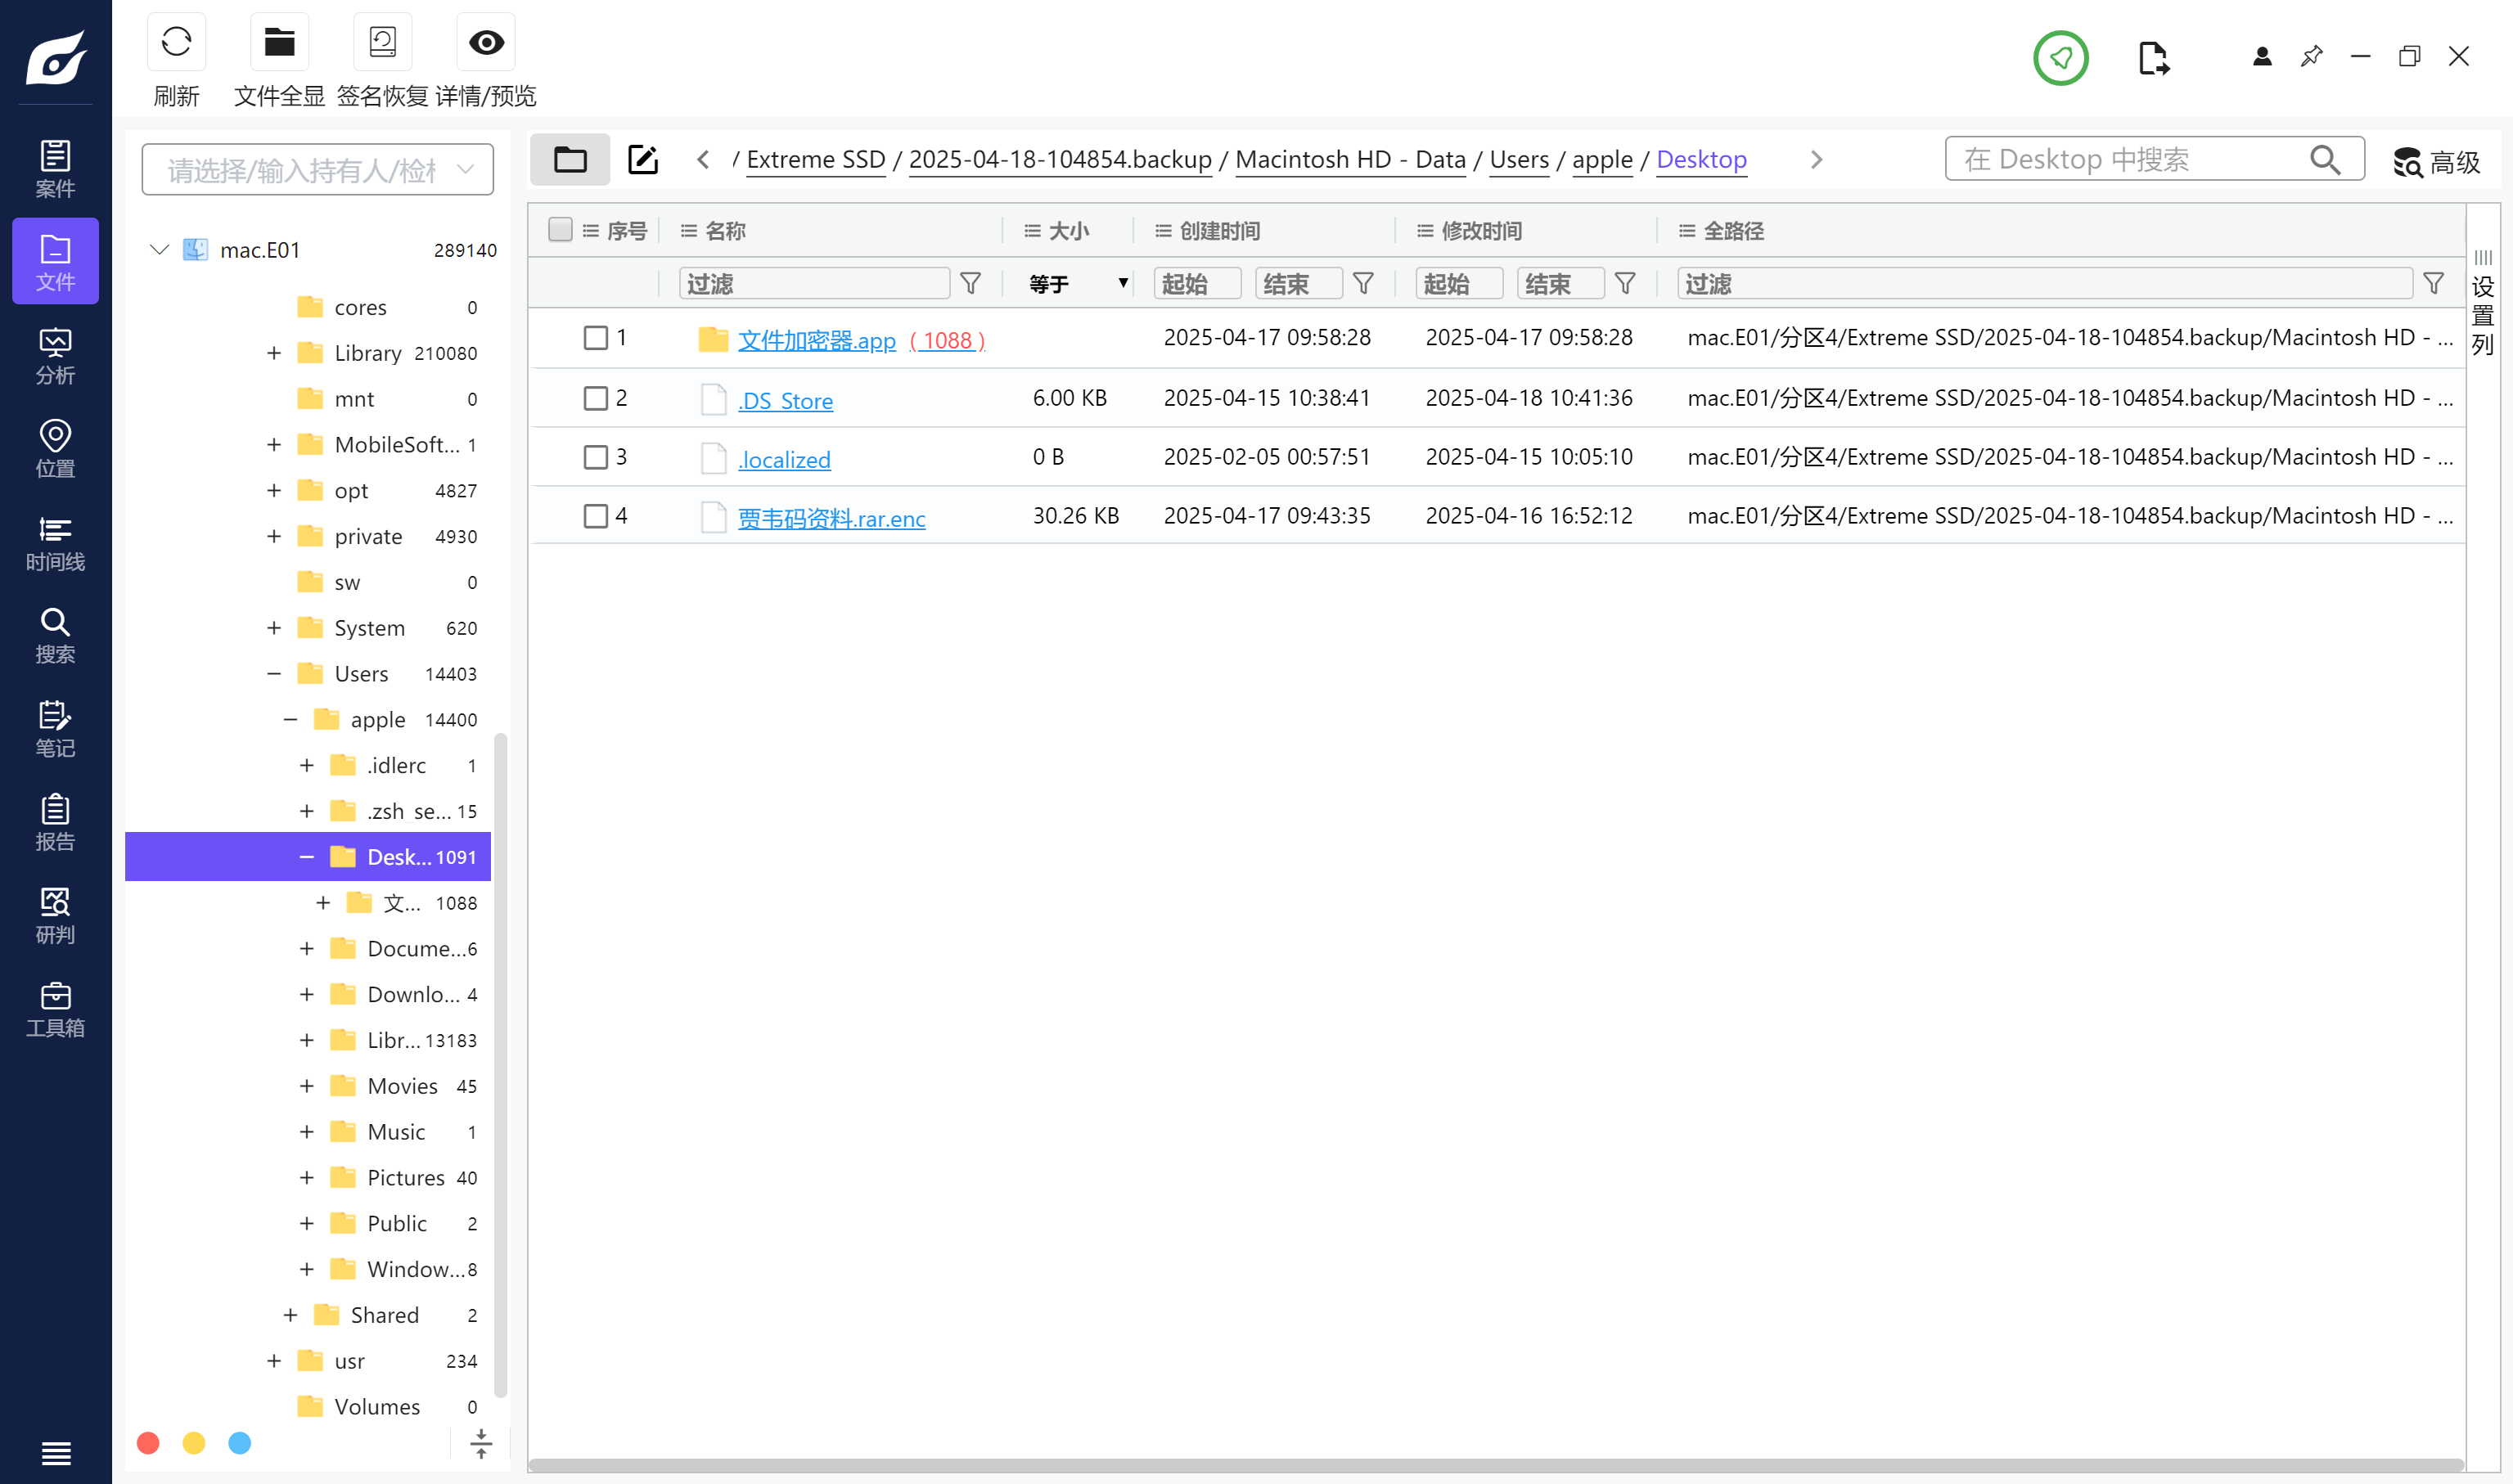 刷新
文件全显
签名恢复
详情/预览
案件
文件
分析
位置
时间线
搜索
笔记
报告
研判
工具箱
请选择/输入持有人/检材
mac.E01 289140
cores 0
Library 210080
mnt 0
MobileSoft... 1
opt 4827
private 4930
sw 0
System 620
Users 14403
apple 14400
.idlerc 1
.zsh_se... 15
Desk... 1091
文... 1088
Docume... 6
Downlo... 4
Libr... 13183
Movies 45
Music 1
Pictures 40
Public 2
Window... 8
Shared 2
usr 234
Volumes 0
/ Extreme SSD / 2025-04-18-104854.backup / Macintosh HD - Data / Users / apple / Desktop
在 Desktop 中搜索
高级
序号 名称 大小 创建时间 修改时间 全路径
过滤 等于 起始 结束 起始 结束 过滤
1 文件加密器.app ( 1088 ) 2025-04-17 09:58:28 2025-04-17 09:58:28 mac.E01/分区4/Extreme SSD/2025-04-18-104854.backup/Macintosh HD - ...
2 .DS_Store 6.00 KB 2025-04-15 10:38:41 2025-04-18 10:41:36 mac.E01/分区4/Extreme SSD/2025-04-18-104854.backup/Macintosh HD - ...
3 .localized 0 B 2025-02-05 00:57:51 2025-04-15 10:05:10 mac.E01/分区4/Extreme SSD/2025-04-18-104854.backup/Macintosh HD - ...
4 贾韦码资料.rar.enc 30.26 KB 2025-04-17 09:43:35 2025-04-16 16:52:12 mac.E01/分区4/Extreme SSD/2025-04-18-104854.backup/Macintosh HD - ...
设置列